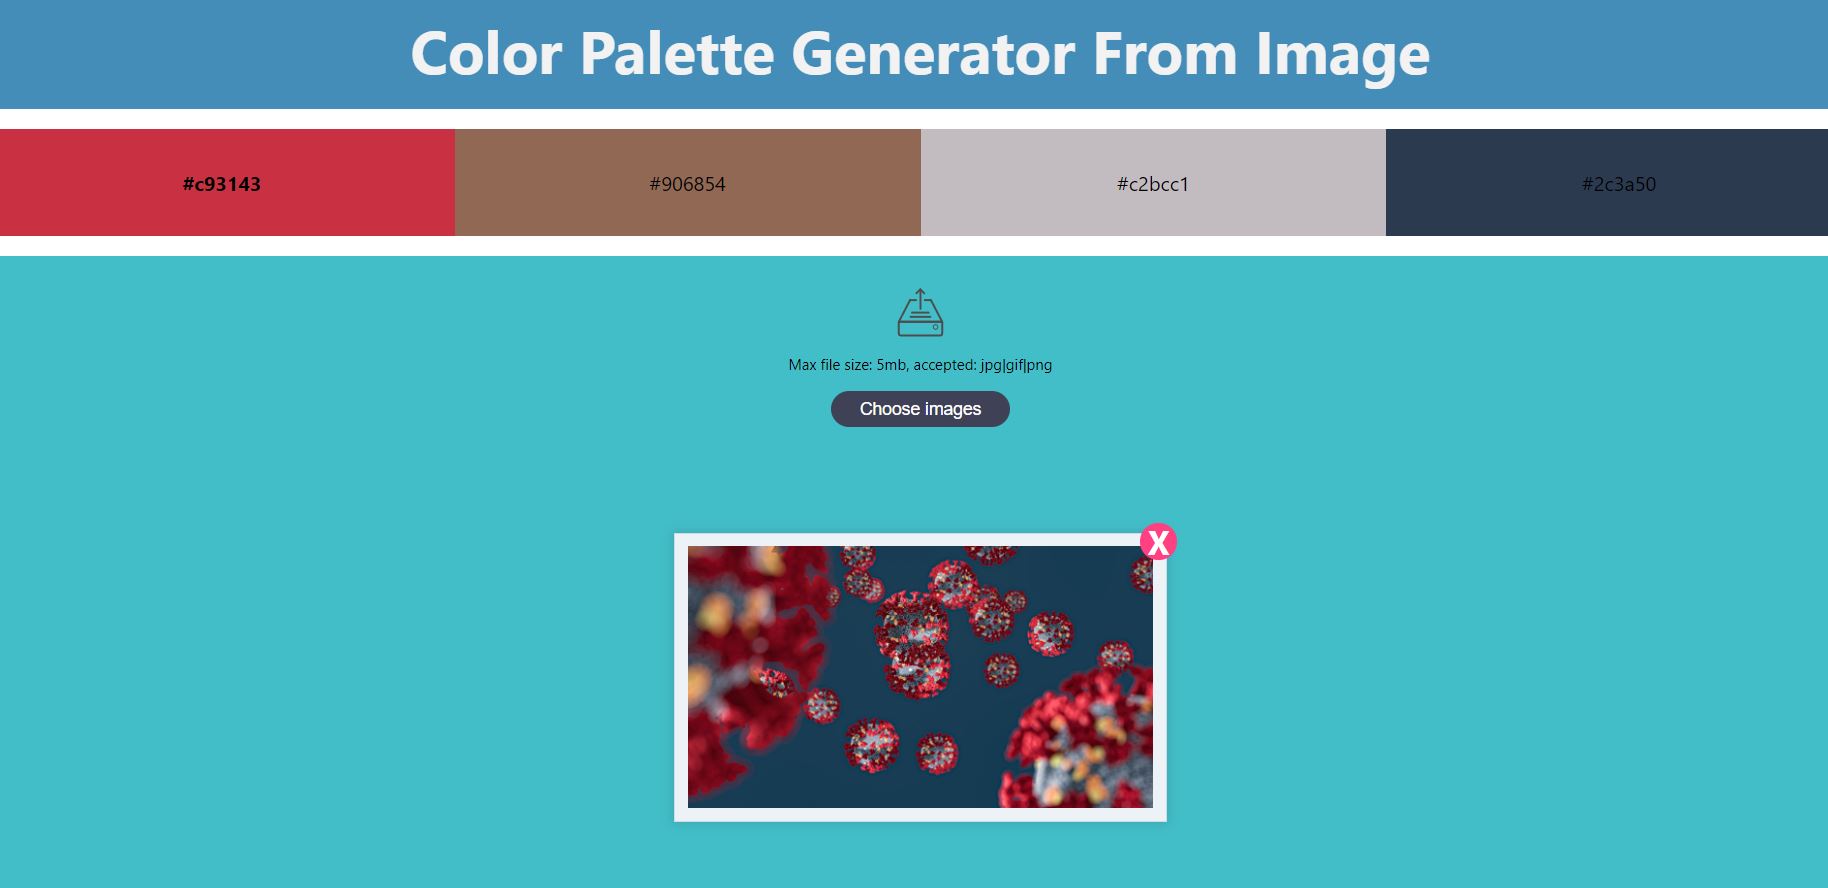 Color Palette Generator From Image
#c93143
#906854
#c2bcc1
#2c3a50
Max file size: 5mb, accepted: jpg|gif|png
Choose images
X